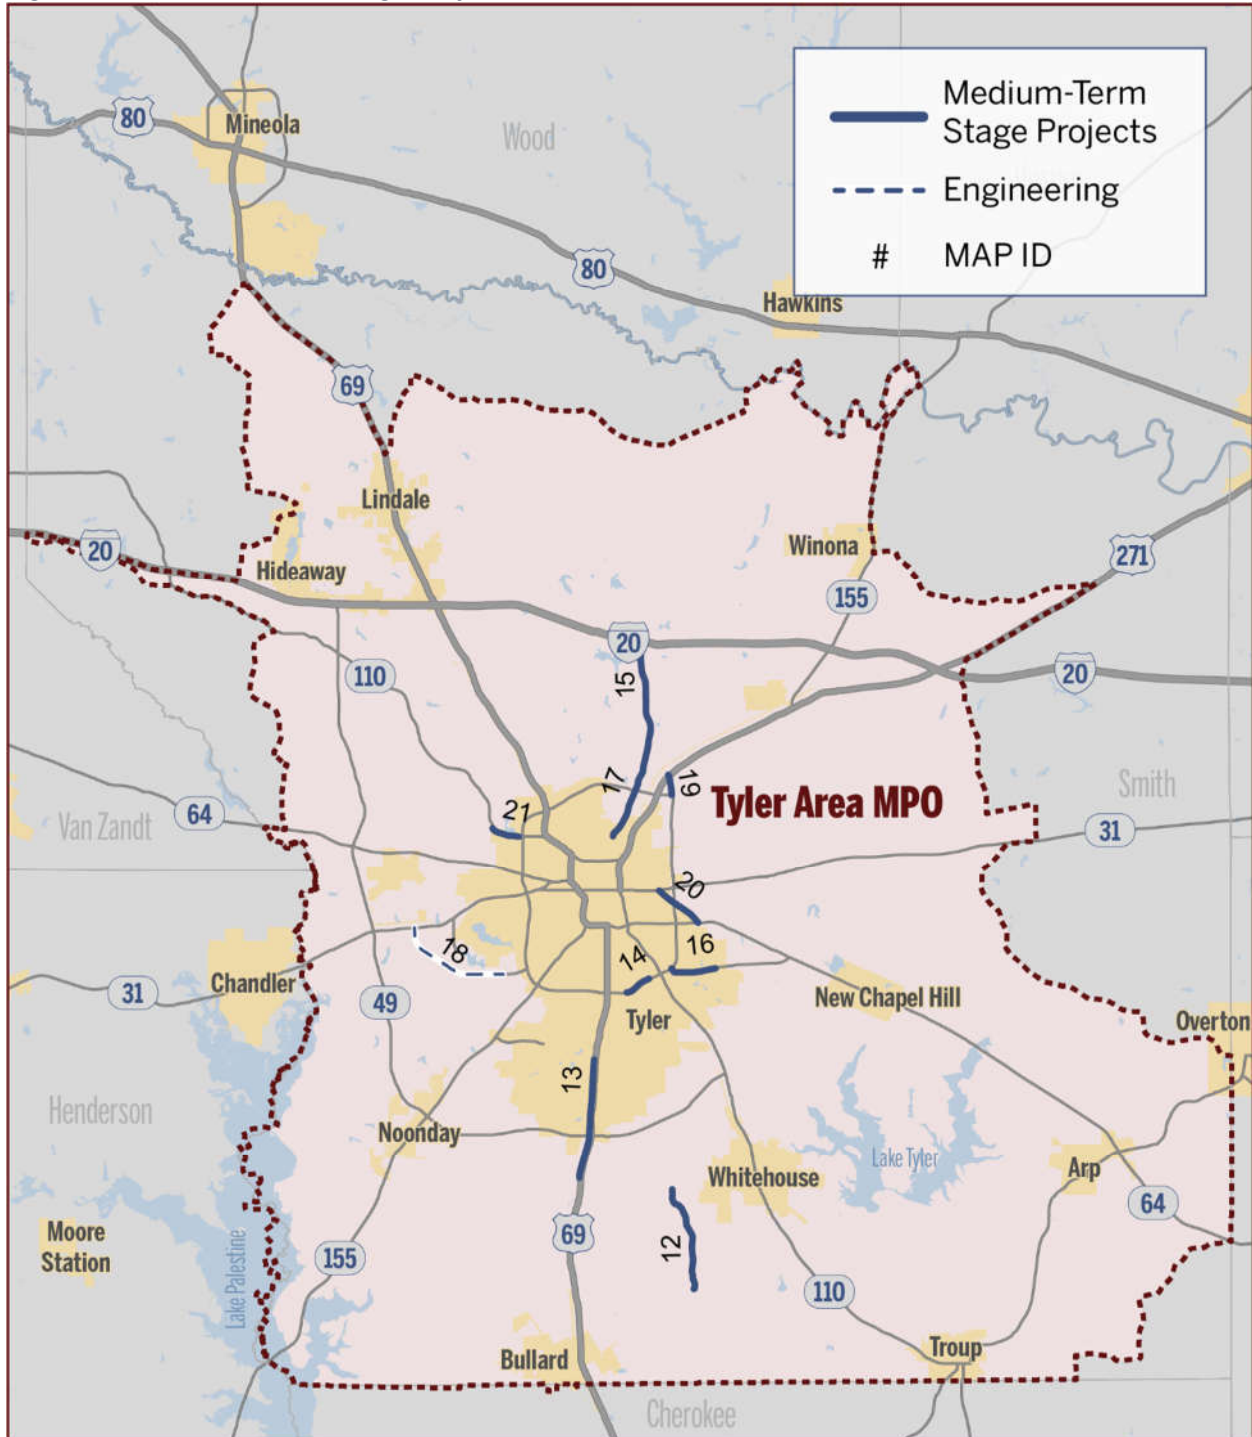 80
Mineola
Wood
Medium-Term
Stage Projects
Engineering
# MAP ID
80
Hawkins
69
Lindale
Winona
20
Hideaway
271
155
20
110
15
20
17
19
Tyler Area MPO
Smith
64
21
Van Zandt
31
20
18
14
16
Chandler
31
49
New Chapel Hill
Tyler
Overton
13
Henderson
Noonday
Lake Tyler
Arp
Whitehouse
64
Moore
Station
69
12
155
Lake Palestine
110
Bullard
Troup
Cherokee